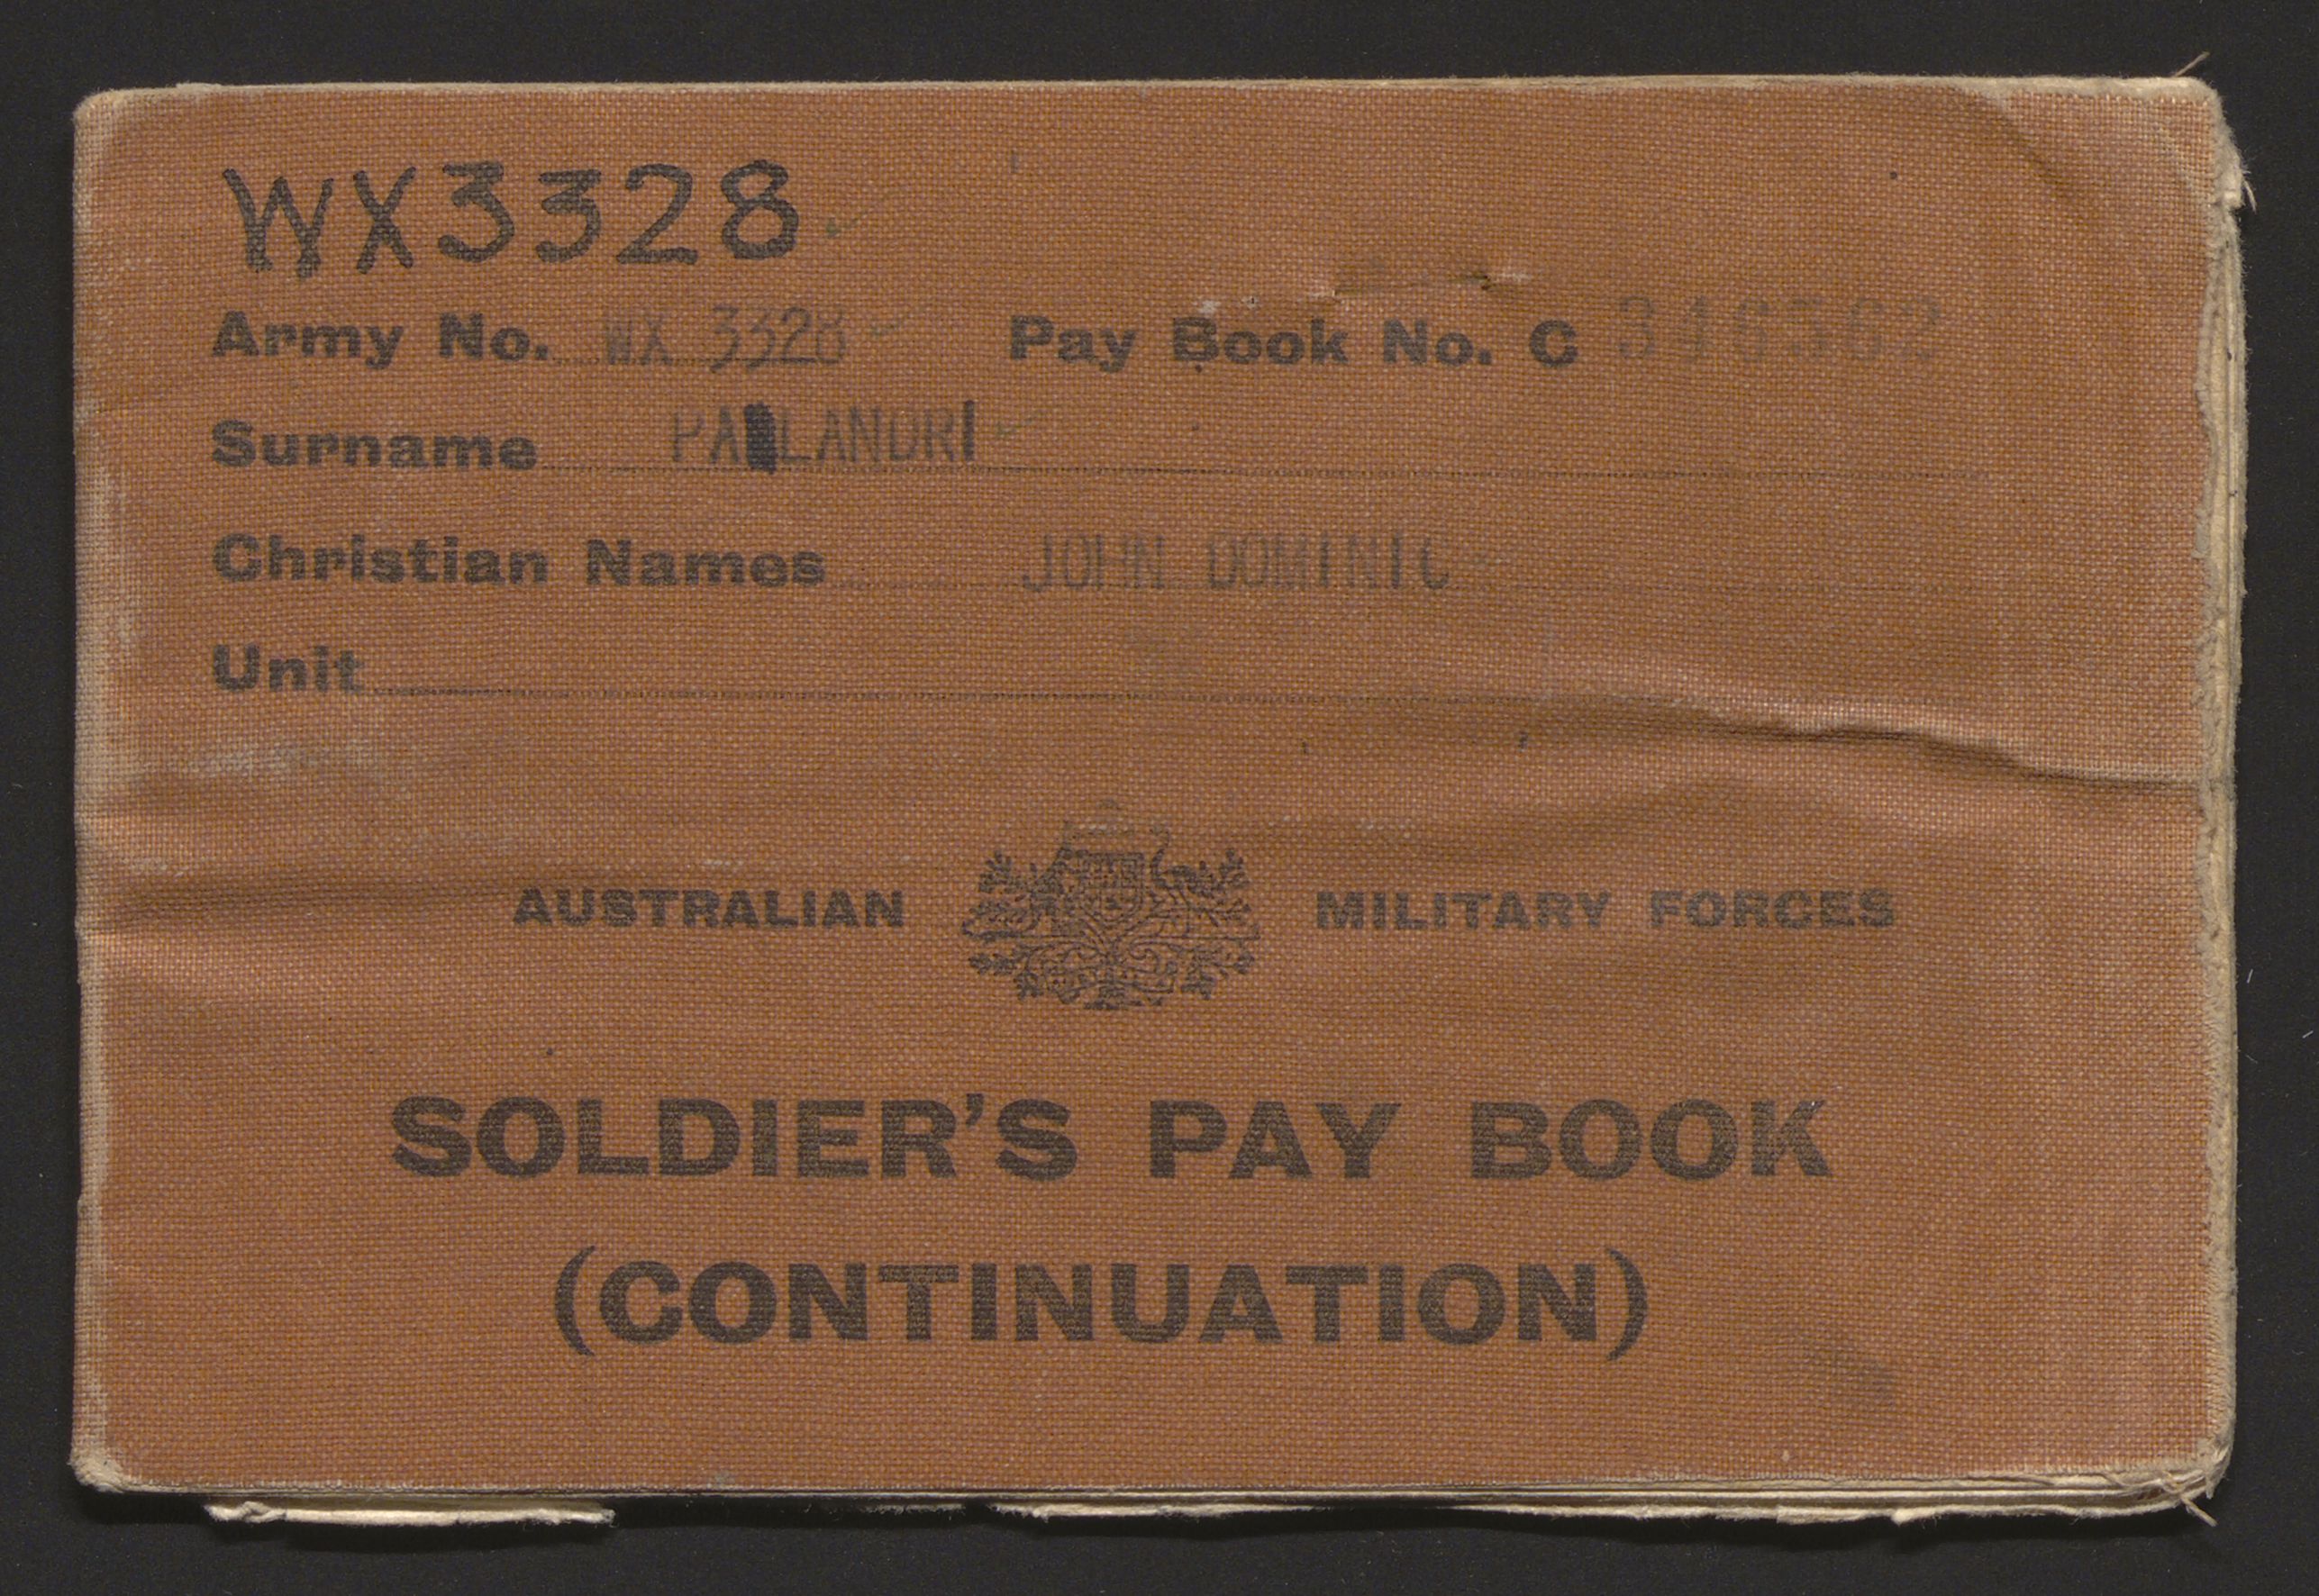 WX3328
Army No. WX 3328 Pay Book No. C
Surname PALANDRI
Christian Names JOHN DOMINIC
Unit
AUSTRALIAN MILITARY FORCES
SOLDIER'S PAY BOOK
(CONTINUATION)